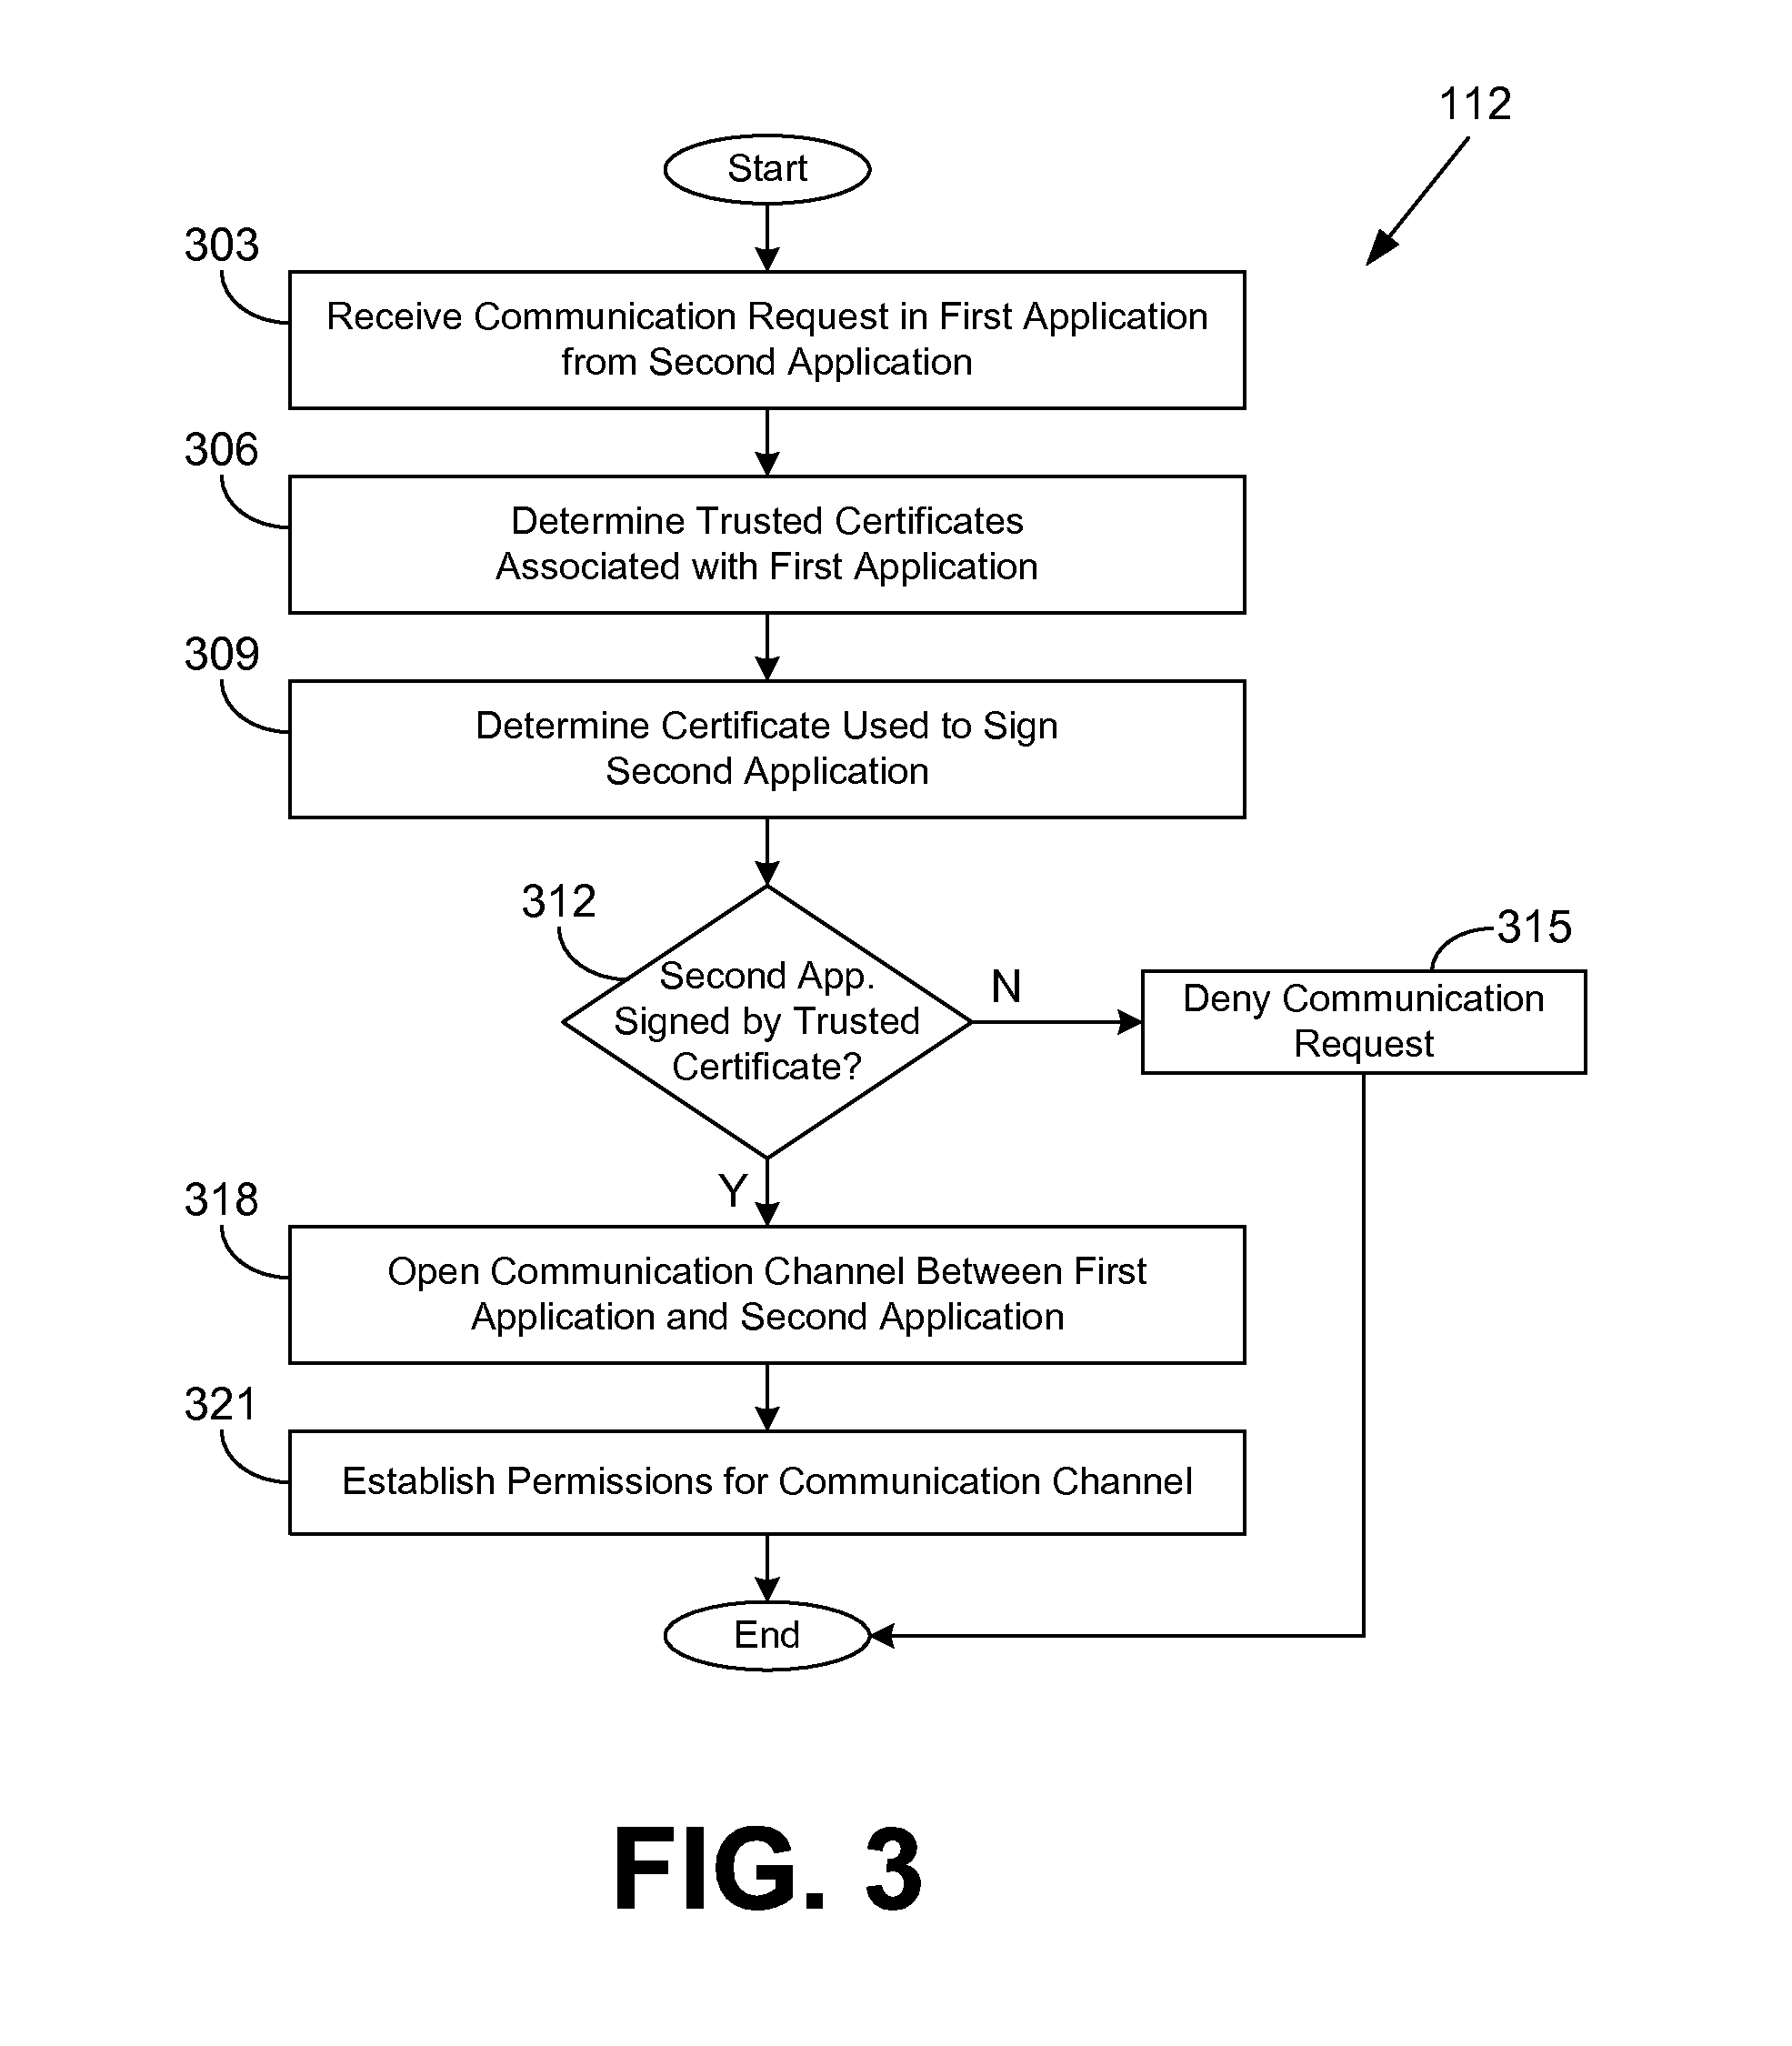 112
Start
303
Receive Communication Request in First Application
from Second Application
306
Determine Trusted Certificates
Associated with First Application
309
Determine Certificate Used to Sign
Second Application
312
Second App.
Signed by Trusted
Certificate?
N
315
Deny Communication
Request
Y
318
Open Communication Channel Between First
Application and Second Application
321
Establish Permissions for Communication Channel
End
FIG. 3